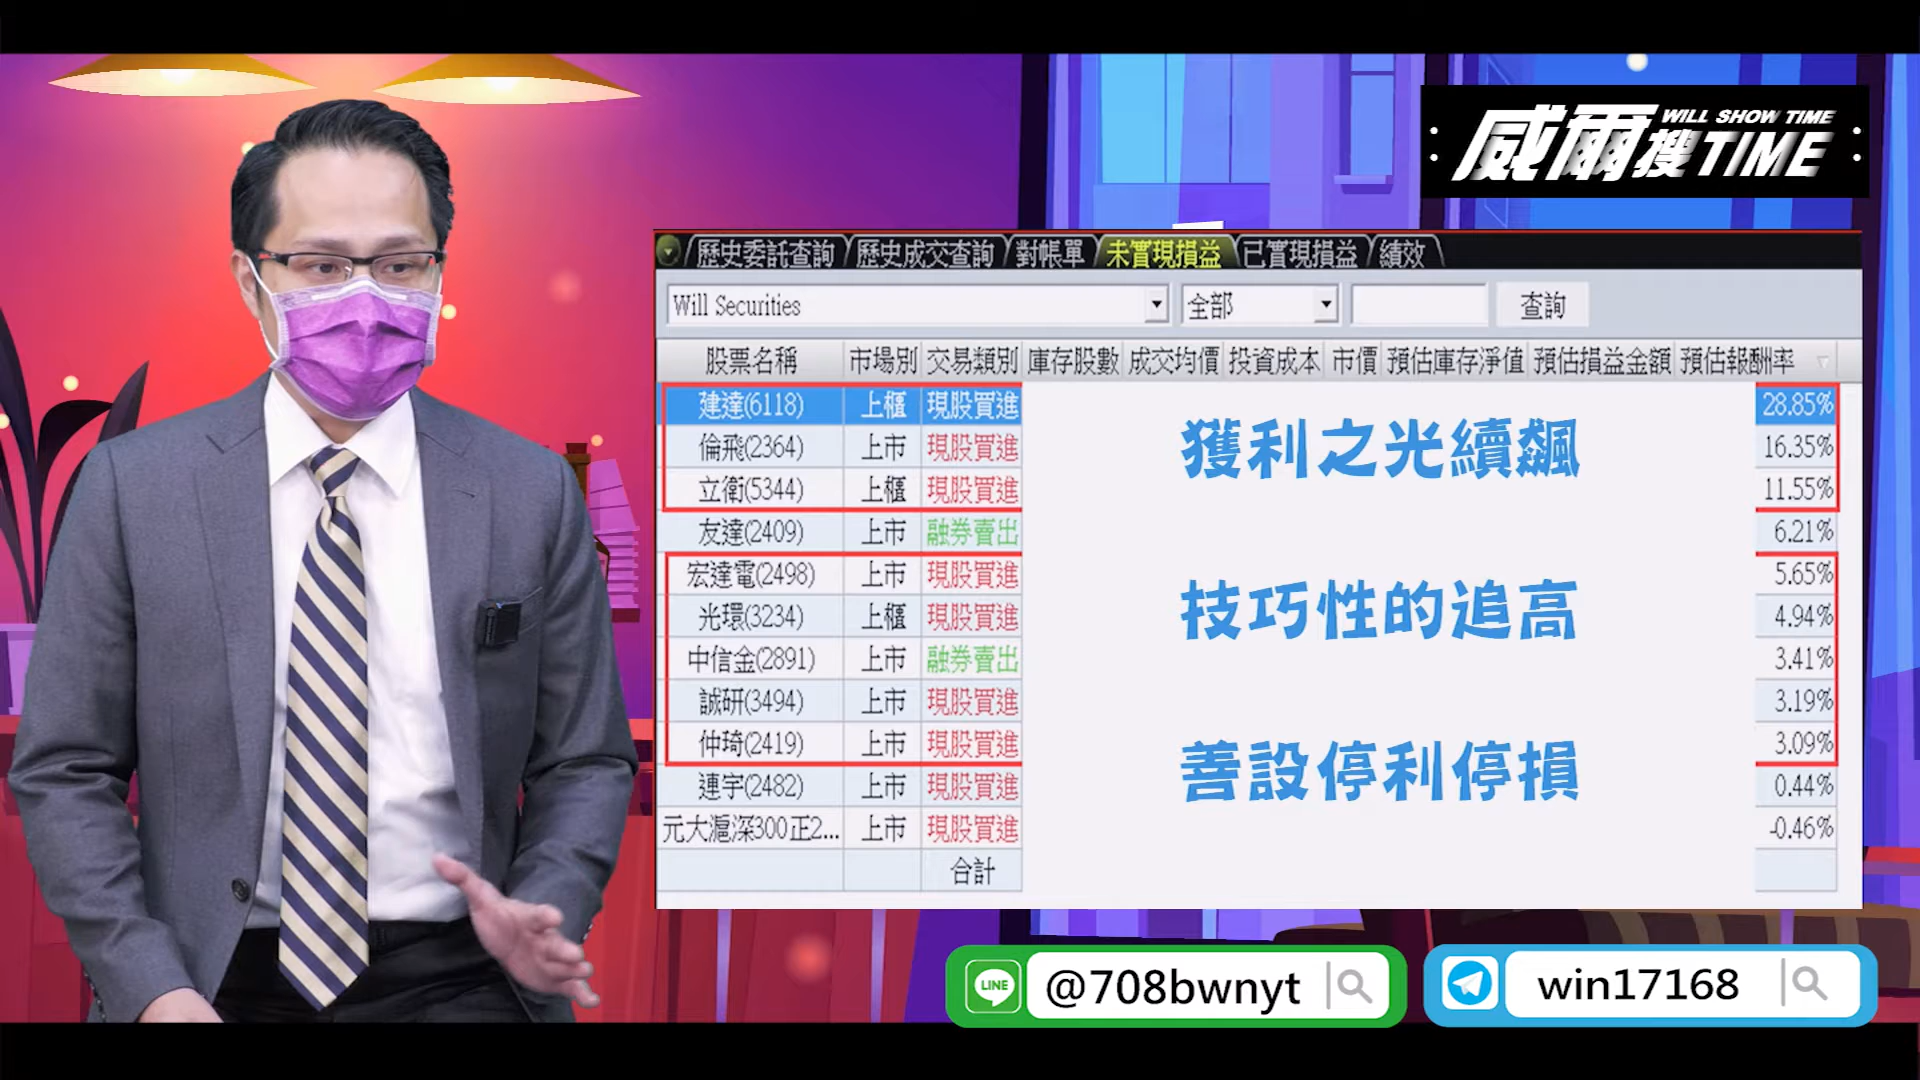 威爾搜TIME
WILL SHOW TIME
歷史委託查詢 歷史成交查詢 對帳單 未實現損益 已實現損益 績效
Will Securities 全部 查詢
股票名稱 市場別 交易類別 庫存股數 成交均價 投資成本 市價 預估庫存淨值 預估損益金額 預估報酬率
建達(6118) 上櫃 現股買進 28.85%
倫飛(2364) 上市 現股買進 16.35%
立衛(5344) 上櫃 現股買進 11.55%
友達(2409) 上市 融券賣出 6.21%
宏達電(2498) 上市 現股買進 5.65%
光環(3234) 上櫃 現股買進 4.94%
中信金(2891) 上市 融券賣出 3.41%
誠研(3494) 上市 現股買進 3.19%
仲琦(2419) 上市 現股買進 3.09%
連宇(2482) 上市 現股買進 0.44%
元大滬深300正2... 上市 現股買進 -0.46%
合計
獲利之光續飆
技巧性的追高
善設停利停損
LINE @708bwnyt
win17168